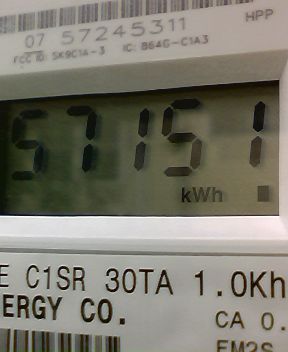 HPP
07 57245311
FCC ID: SK9C1A-3 IC: 864G-C1A3
57151
kWh
E C1SR 30TA 1.0Kh
ERGY CO.
CA 0.
FM2S